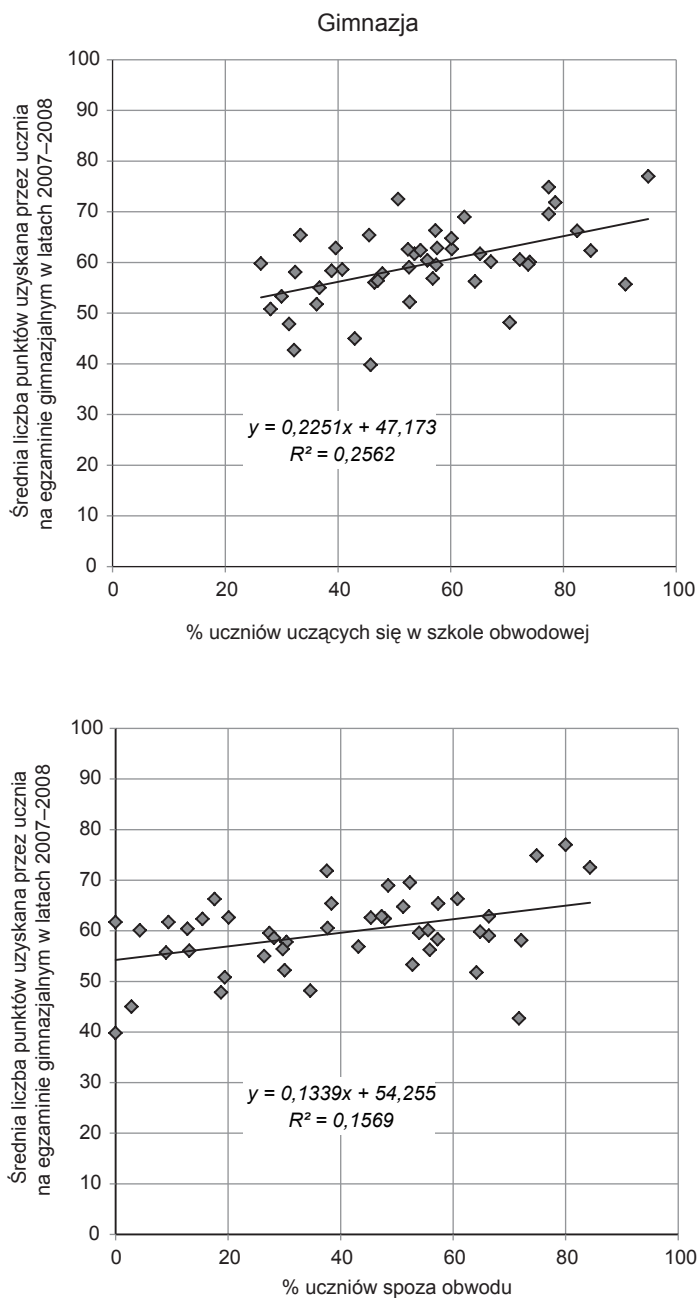 Gimnazja
Średnia liczba punktów uzyskana przez ucznia
na egzaminie gimnazjalnym w latach 2007–2008
100
90
80
70
60
50
40
30
20
10
0
y = 0,2251x + 47,173
R² = 0,2562
0 20 40 60 80 100
% uczniów uczących się w szkole obwodowej
Średnia liczba punktów uzyskana przez ucznia
na egzaminie gimnazjalnym w latach 2007–2008
100
90
80
70
60
50
40
30
20
10
0
y = 0,1339x + 54,255
R² = 0,1569
0 20 40 60 80 100
% uczniów spoza obwodu